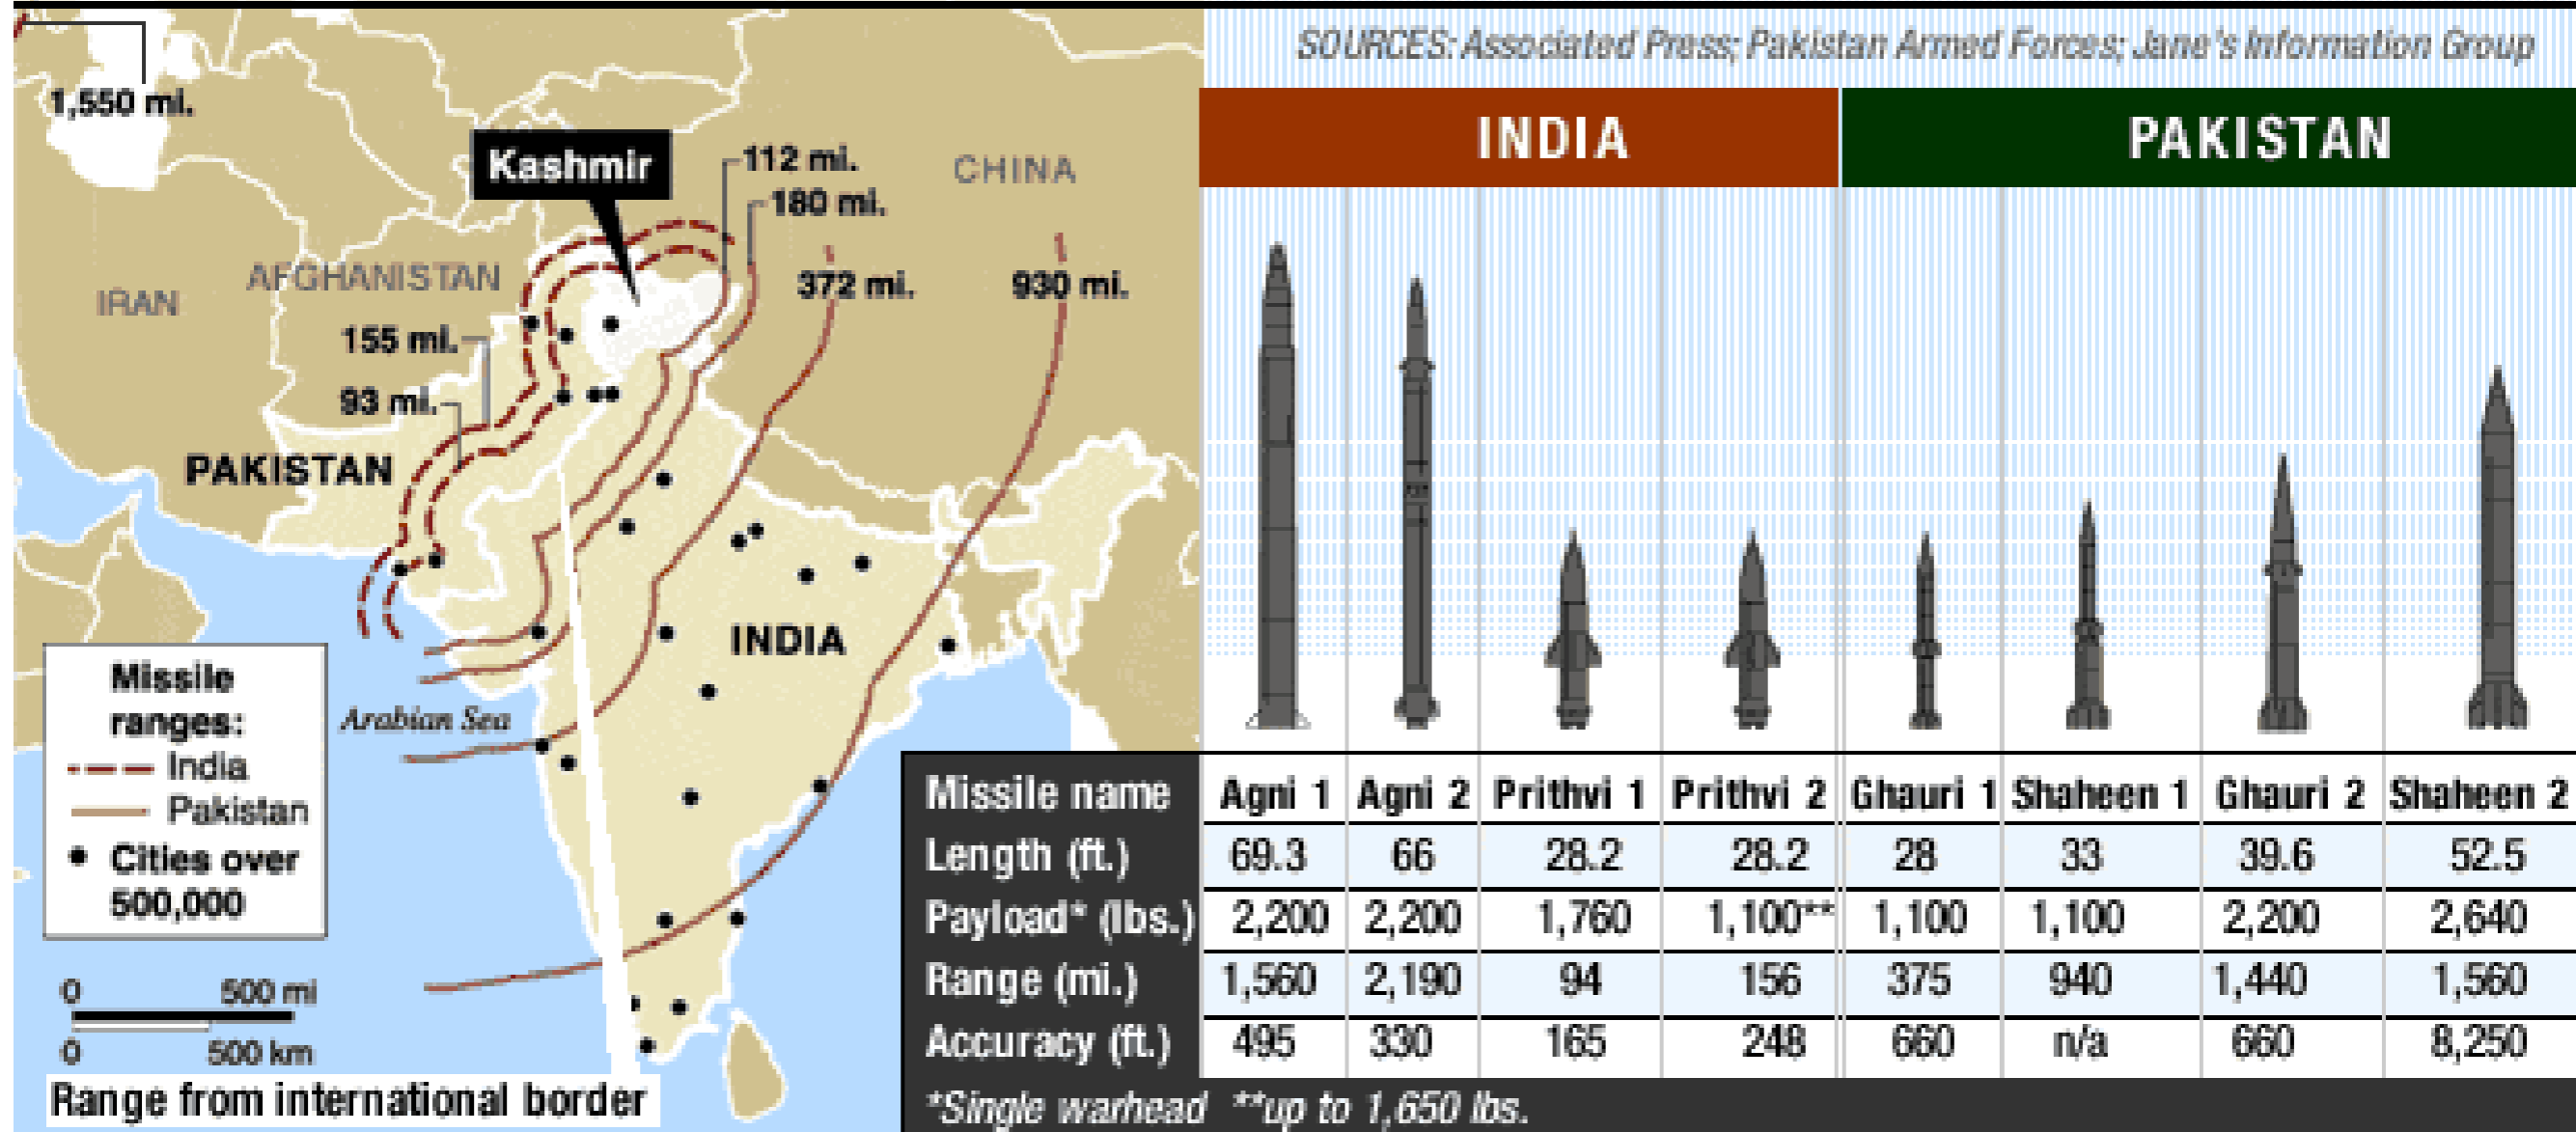 SOURCES: Associated Press; Pakistan Armed Forces; Jane's Information Group
1,550 mi.
Kashmir
112 mi.
180 mi.
CHINA
372 mi.
930 mi.
AFGHANISTAN
IRAN
155 mi.
93 mi.
PAKISTAN
INDIA
Arabian Sea
Missile
ranges:
India
Pakistan
Cities over
500,000
0 500 mi
0 500 km
Range from international border
INDIA PAKISTAN
Missile name Agni 1 Agni 2 Prithvi 1 Prithvi 2 Ghauri 1 Shaheen 1 Ghauri 2 Shaheen 2
Length (ft.) 69.3 66 28.2 28.2 28 33 39.6 52.5
Payload* (lbs.) 2,200 2,200 1,760 1,100** 1,100 1,100 2,200 2,640
Range (mi.) 1,560 2,190 94 156 375 940 1,440 1,560
Accuracy (ft.) 495 330 165 248 660 n/a 660 8,250
*Single warhead **up to 1,650 lbs.